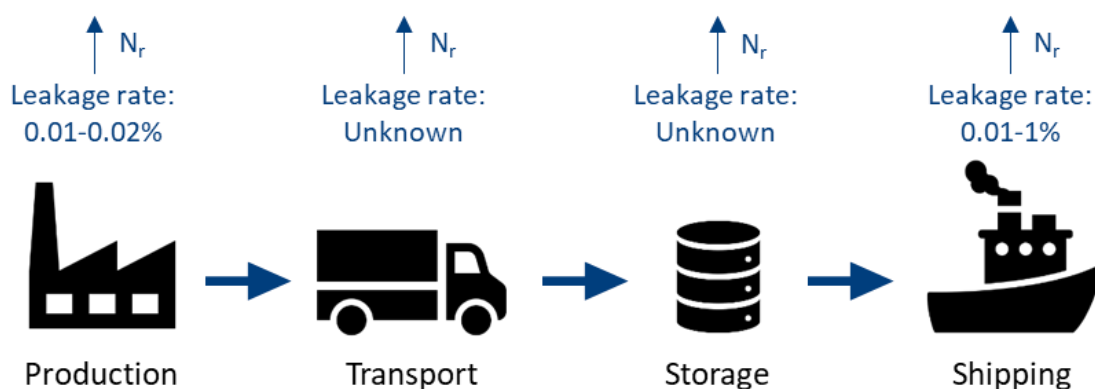 Nr
Leakage rate:
0.01-0.02%
Production
Nr
Leakage rate:
Unknown
Transport
Nr
Leakage rate:
Unknown
Storage
Nr
Leakage rate:
0.01-1%
Shipping